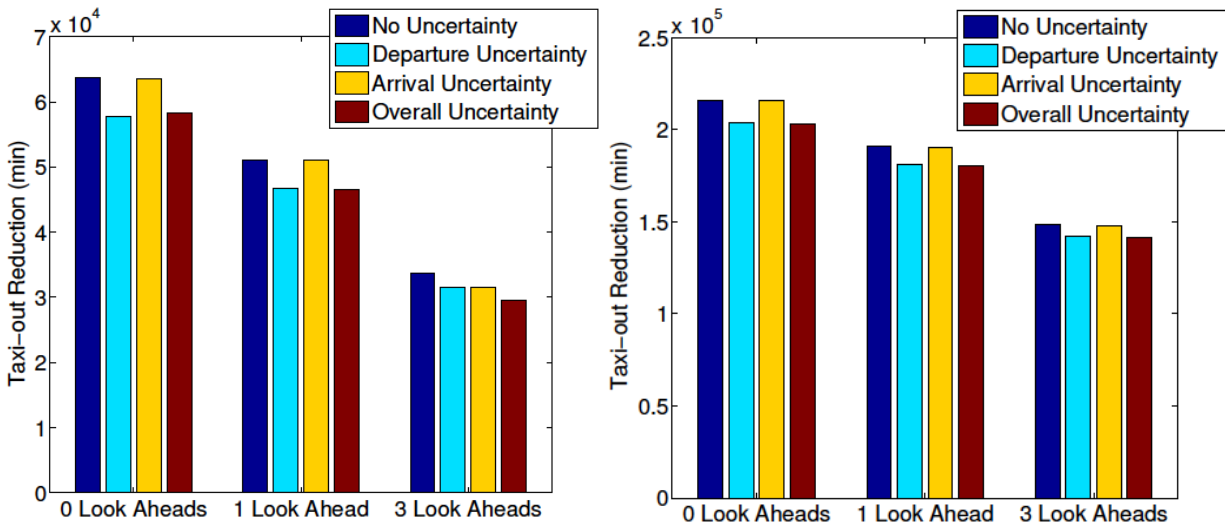 x 10^4
7
6
5
4
3
2
1
0
Taxi−out Reduction (min)
No Uncertainty
Departure Uncertainty
Arrival Uncertainty
Overall Uncertainty
0 Look Aheads
1 Look Ahead
3 Look Aheads
x 10^5
2.5
2
1.5
1
0.5
0
Taxi−out Reduction (min)
No Uncertainty
Departure Uncertainty
Arrival Uncertainty
Overall Uncertainty
0 Look Aheads
1 Look Ahead
3 Look Aheads